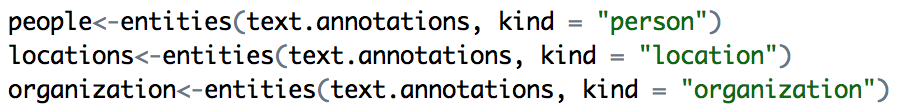 people<-entities(text.annotations, kind = "person")
locations<-entities(text.annotations, kind = "location")
organization<-entities(text.annotations, kind = "organization")